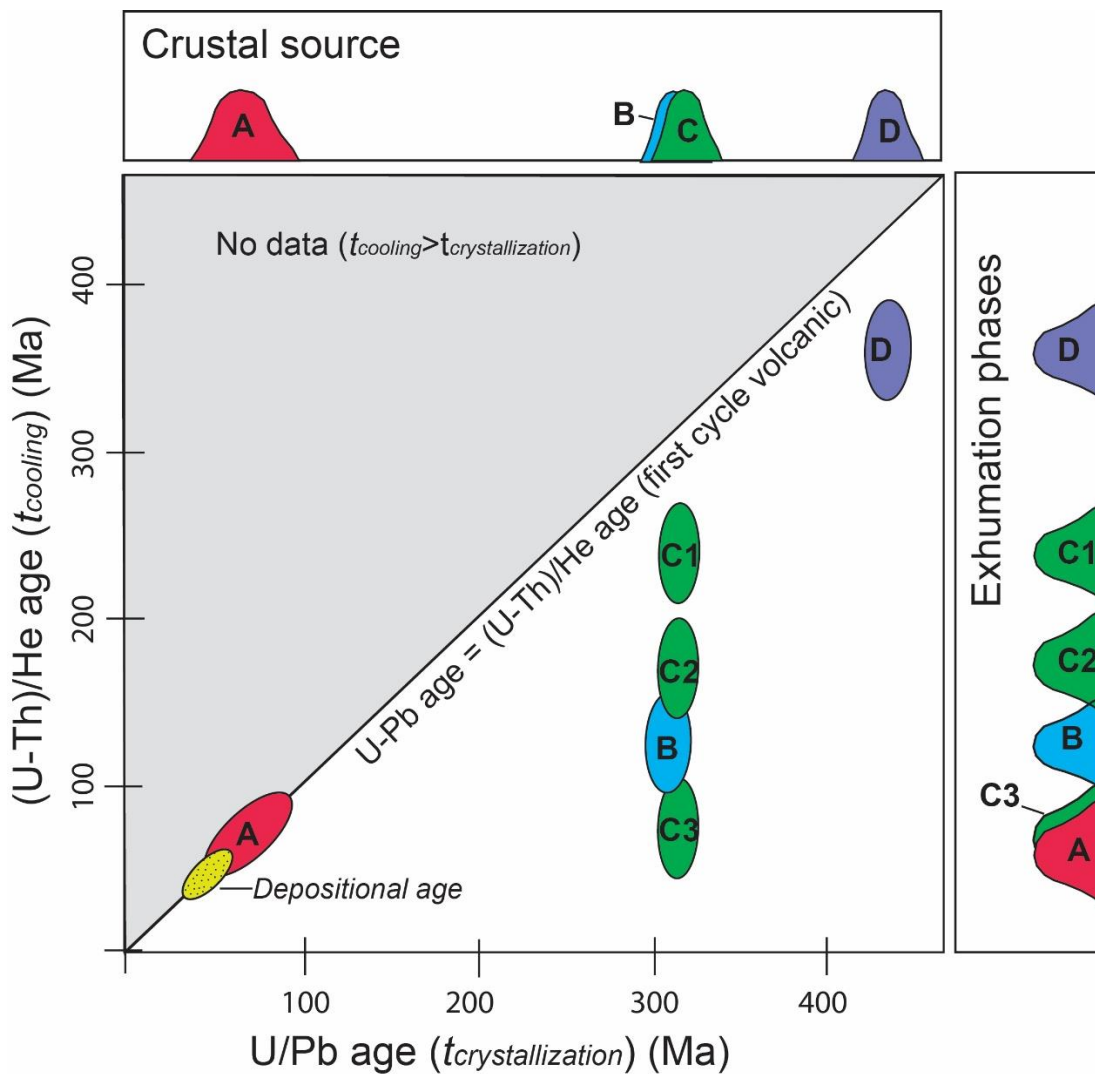 Crustal source
A
B
C
D
No data (tcooling>tcrystallization)
U-Pb age = (U-Th)/He age (first cycle volcanic)
D
C1
C2
B
C3
A
Depositional age
400
300
200
100
(U-Th)/He age (tcooling) (Ma)
100
200
300
400
U/Pb age (tcrystallization) (Ma)
Exhumation phases
D
C1
C2
B
C3
A